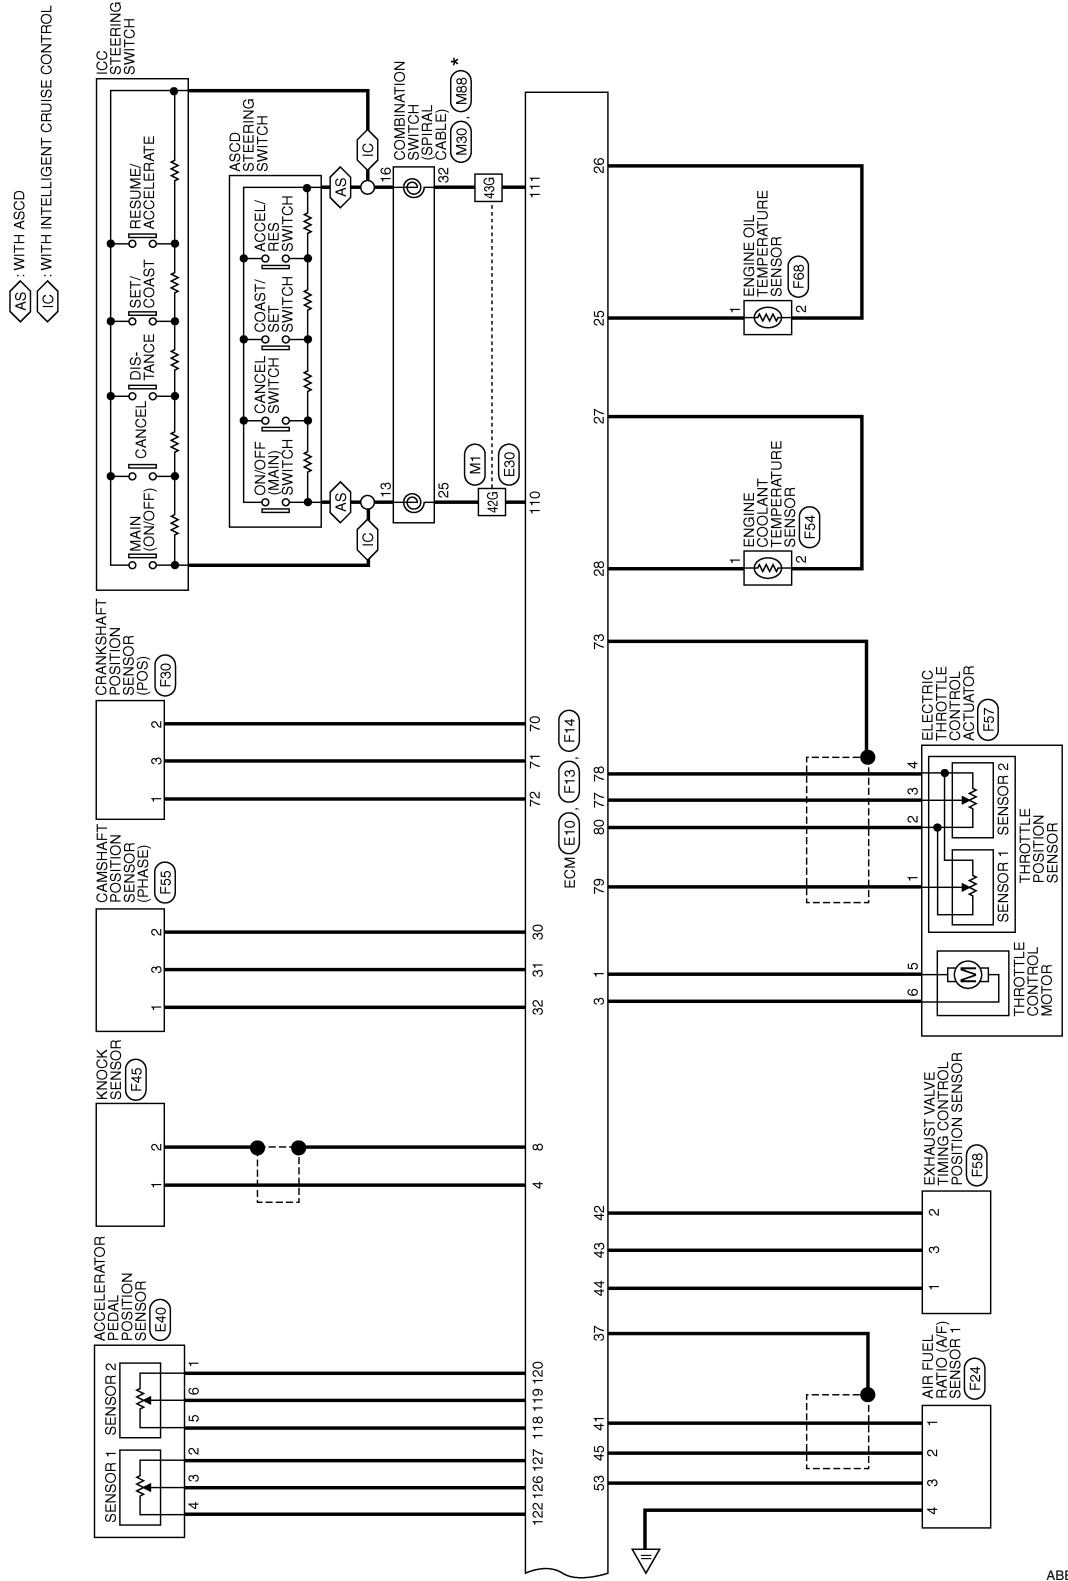 AS : WITH ASCD
IC : WITH INTELLIGENT CRUISE CONTROL
ACCELERATOR
PEDAL
POSITION
SENSOR
E40
SENSOR 1
SENSOR 2
4
3
2
5
6
1
122
126
127
118
119
120
KNOCK
SENSOR
F45
1
2
4
8
CAMSHAFT
POSITION
SENSOR
(PHASE)
F55
1
3
2
32
31
30
CRANKSHAFT
POSITION
SENSOR
(POS)
F30
1
3
2
72
71
70
ICC
STEERING
SWITCH
MAIN
(ON/OFF)
CANCEL
DIS-
TANCE
SET/
COAST
RESUME/
ACCELERATE
ASCD
STEERING
SWITCH
ON/OFF
(MAIN)
SWITCH
CANCEL
SWITCH
COAST/
SET
SWITCH
ACCEL/
RES
SWITCH
AS
AS
IC
IC
13
16
COMBINATION
SWITCH
(SPIRAL
CABLE)
M30 , M88 *
25
32
42G
43G
M1
E30
110
111
ECM E10 , F13 , F14
53
45
41
37
44
43
42
3
1
79
80
77
78
73
28
27
25
26
AIR FUEL
RATIO (A/F)
SENSOR 1
F24
4
3
2
1
EXHAUST VALVE
TIMING CONTROL
POSITION SENSOR
F58
1
3
2
ELECTRIC
THROTTLE
CONTROL
ACTUATOR
F57
6
5
1
2
3
4
M
THROTTLE
CONTROL
MOTOR
SENSOR 1
SENSOR 2
THROTTLE
POSITION
SENSOR
ENGINE
COOLANT
TEMPERATURE
SENSOR
F54
1
2
ENGINE OIL
TEMPERATURE
SENSOR
F68
1
2